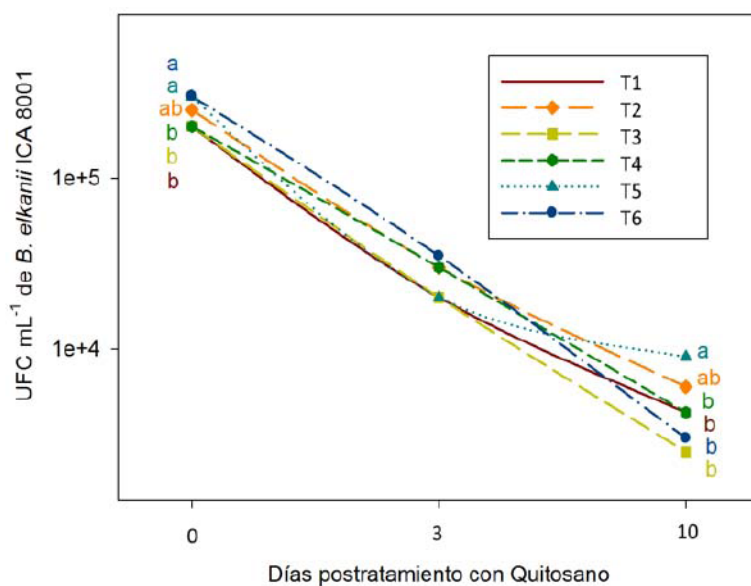 UFC mL⁻¹ de B. elkanii ICA 8001
1e+5
1e+4
a
a
ab
b
b
b
T1
T2
T3
T4
T5
T6
a
ab
b
b
b
b
0 3 10
Días postratamiento con Quitosano